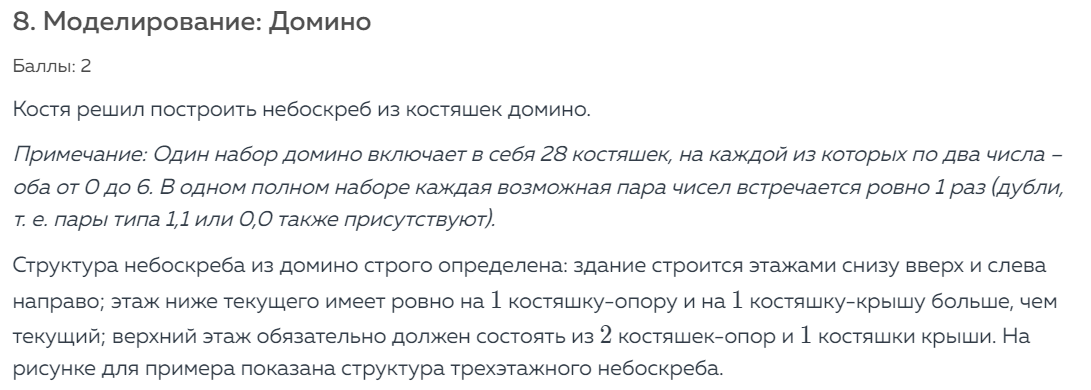 8. Моделирование: Домино
Баллы: 2
Костя решил построить небоскреб из костяшек домино.
Примечание: Один набор домино включает в себя 28 костяшек, на каждой из которых по два числа –
оба от 0 до 6. В одном полном наборе каждая возможная пара чисел встречается ровно 1 раз (дубли,
т. е. пары типа 1,1 или 0,0 также присутствуют).
Структура небоскреба из домино строго определена: здание строится этажами снизу вверх и слева
направо; этаж ниже текущего имеет ровно на 1 костяшку-опору и на 1 костяшку-крышу больше, чем
текущий; верхний этаж обязательно должен состоять из 2 костяшек-опор и 1 костяшки крыши. На
рисунке для примера показана структура трехэтажного небоскреба.